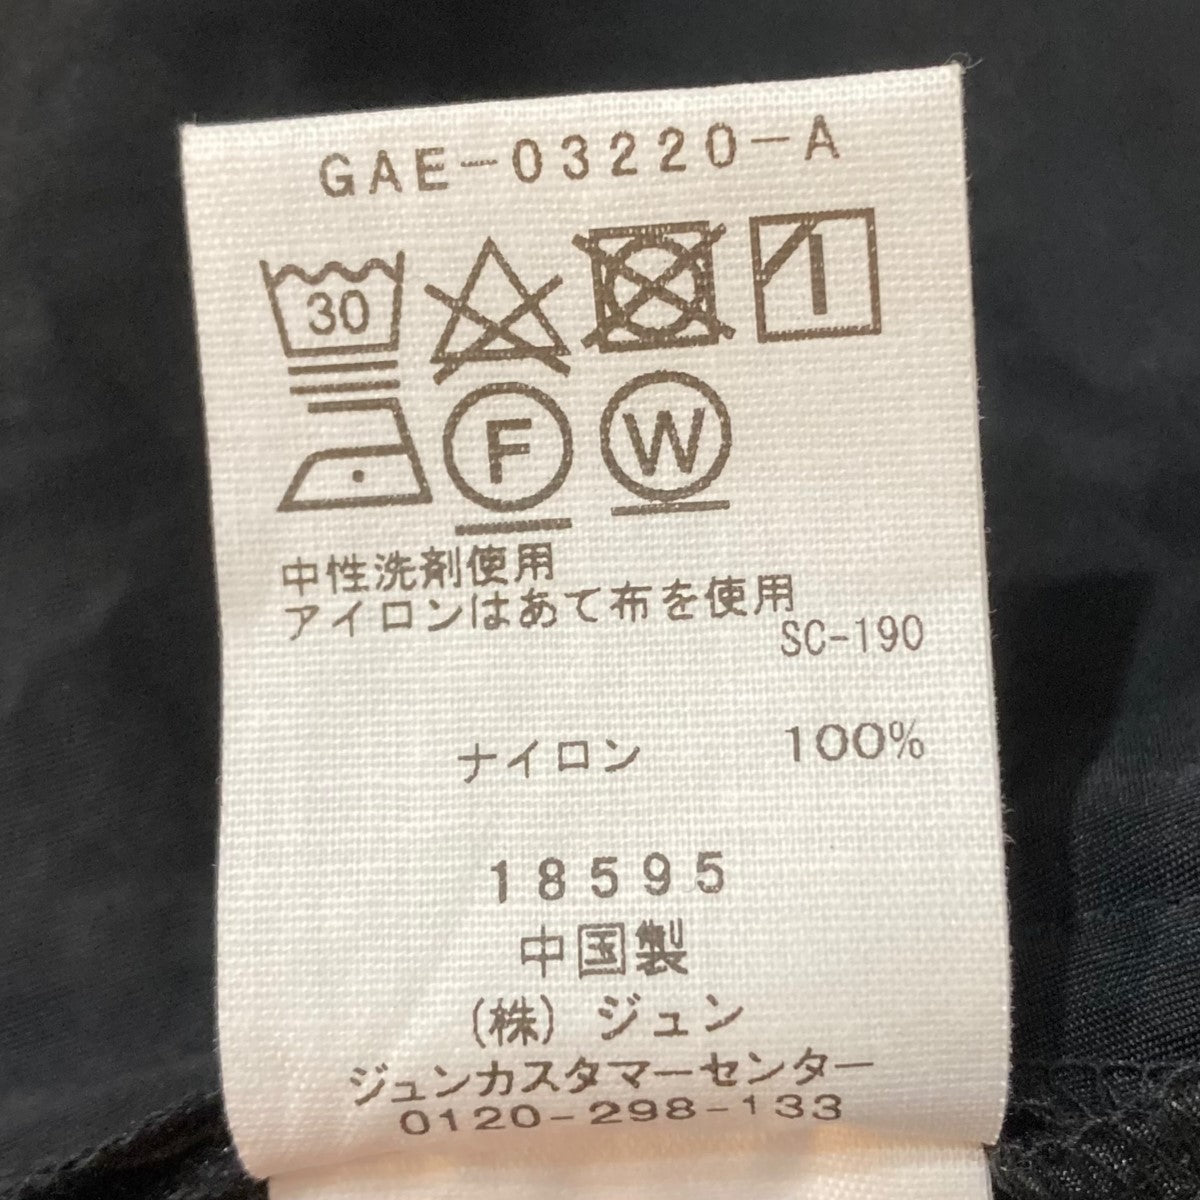 GAE-03220-A
30
F W
中性洗剤使用
アイロンはあて布を使用
SC-190
ナイロン 100%
18595
中国製
(株) ジュン
ジュンカスタマーセンター
0120-298-133